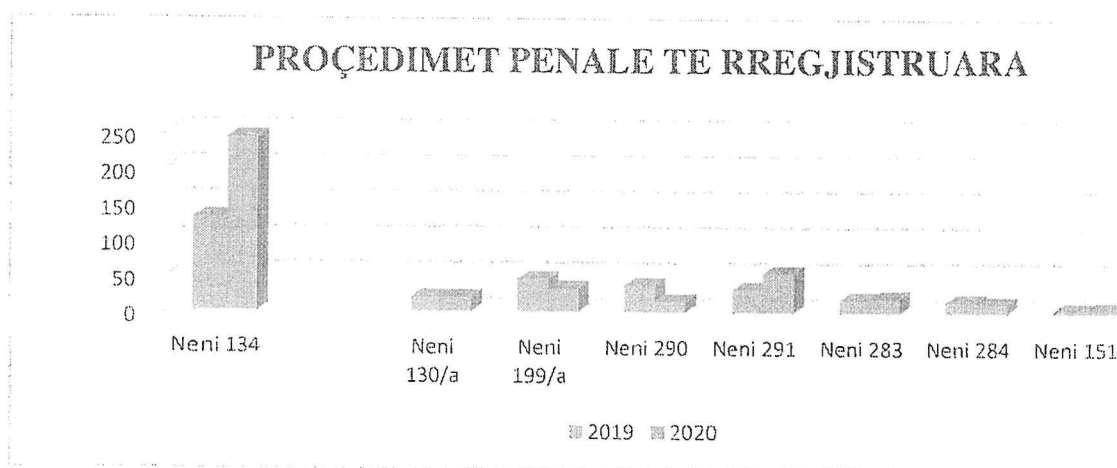 PROÇEDIMET PENALE TE RREGJISTRUARA
250
200
150
100
50
0
Neni 134
Neni 130/a
Neni 199/a
Neni 290
Neni 291
Neni 283
Neni 284
Neni 151
2019 2020